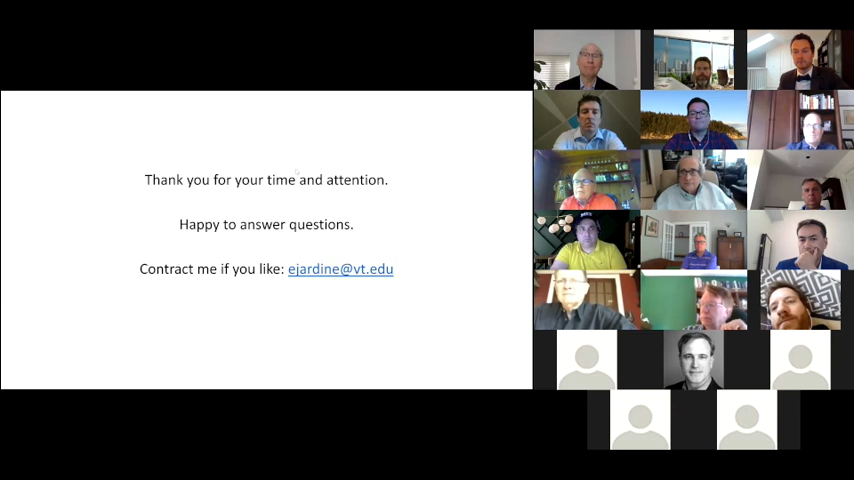 Thank you for your time and attention.
Happy to answer questions.
Contract me if you like: ejardine@vt.edu